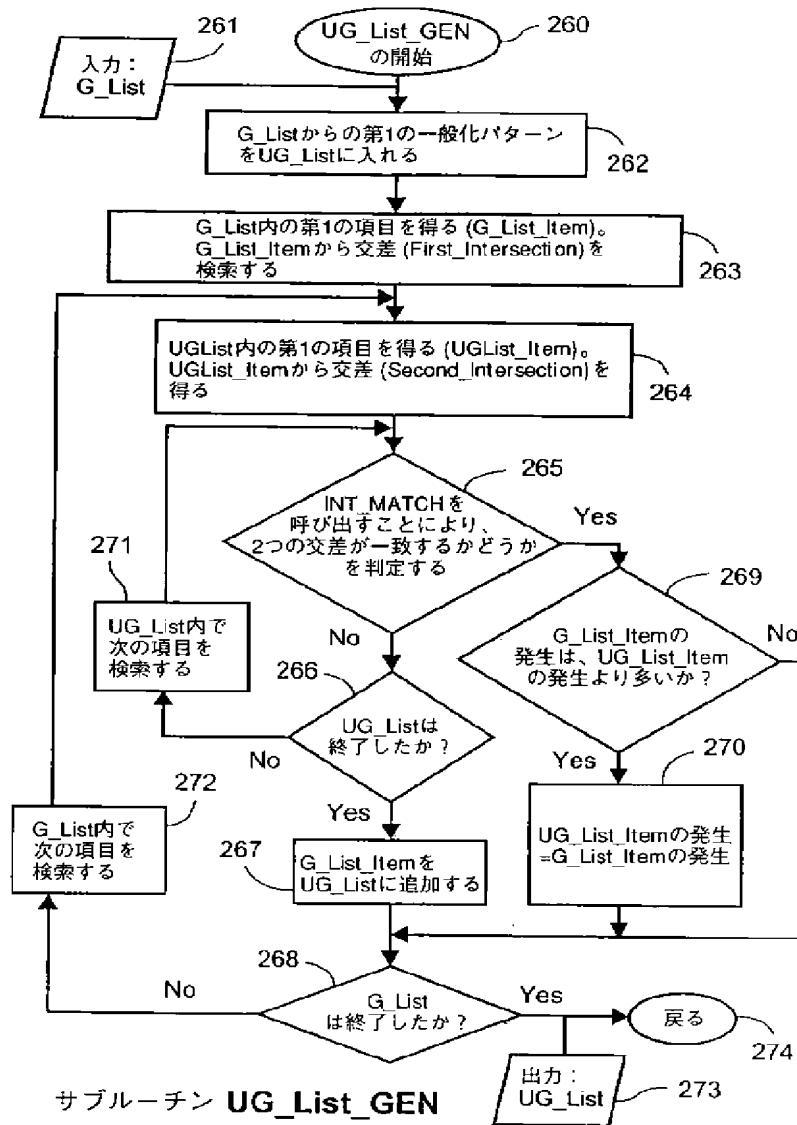 261
入力：
G_List
UG_List_GEN
の開始
260
G_Listからの第1の一般化パターン
をUG_Listに入れる
262
G_List内の第1の項目を得る (G_List_Item)。
G_List_Itemから交差 (First_Intersection)を
検索する
263
UGList内の第1の項目を得る (UGList_Item)。
UGList_Itemから交差 (Second_Intersection)を
得る
264
265
INT_MATCHを
呼び出すことにより、
2つの交差が一致するかどうか
を判定する
Yes
No
271
UG_List内で
次の項目を
検索する
269
G_List_Itemの
発生は、UG_List_Item
の発生より多いか？
No
266
UG_Listは
終了したか？
No
Yes
Yes
270
UG_List_Itemの発生
=G_List_Itemの発生
272
G_List内で
次の項目を
検索する
267
G_List_Itemを
UG_Listに追加する
268
G_List
は終了したか？
No
Yes
戻る
274
出力：
UG_List
273
サブルーチン UG_List_GEN